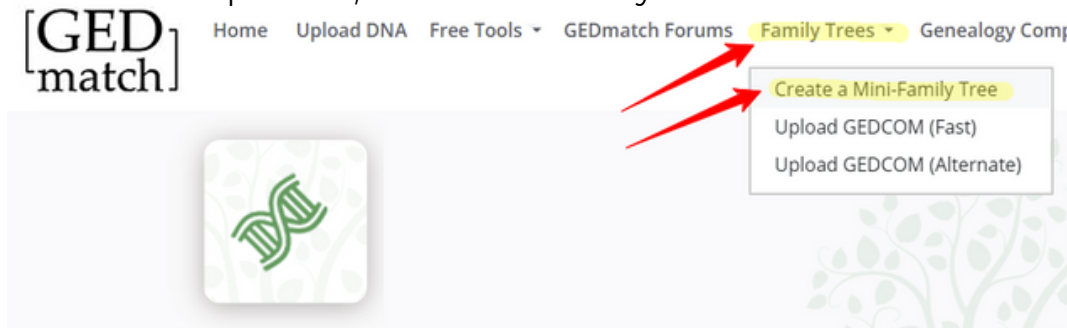 [GED
match]
Home Upload DNA Free Tools GEDmatch Forums Family Trees Genealogy
Create a Mini-Family Tree
Upload GEDCOM (Fast)
Upload GEDCOM (Alternate)